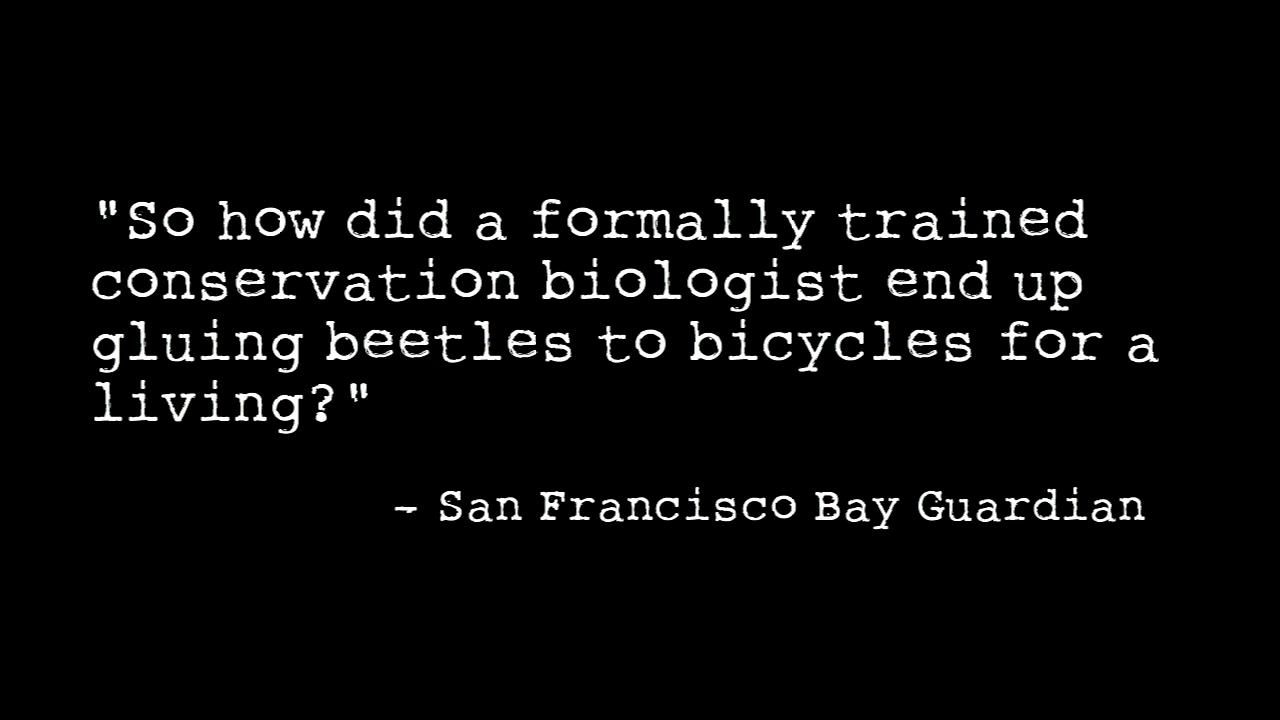 "So how did a formally trained
conservation biologist end up
gluing beetles to bicycles for a
living?"
- San Francisco Bay Guardian